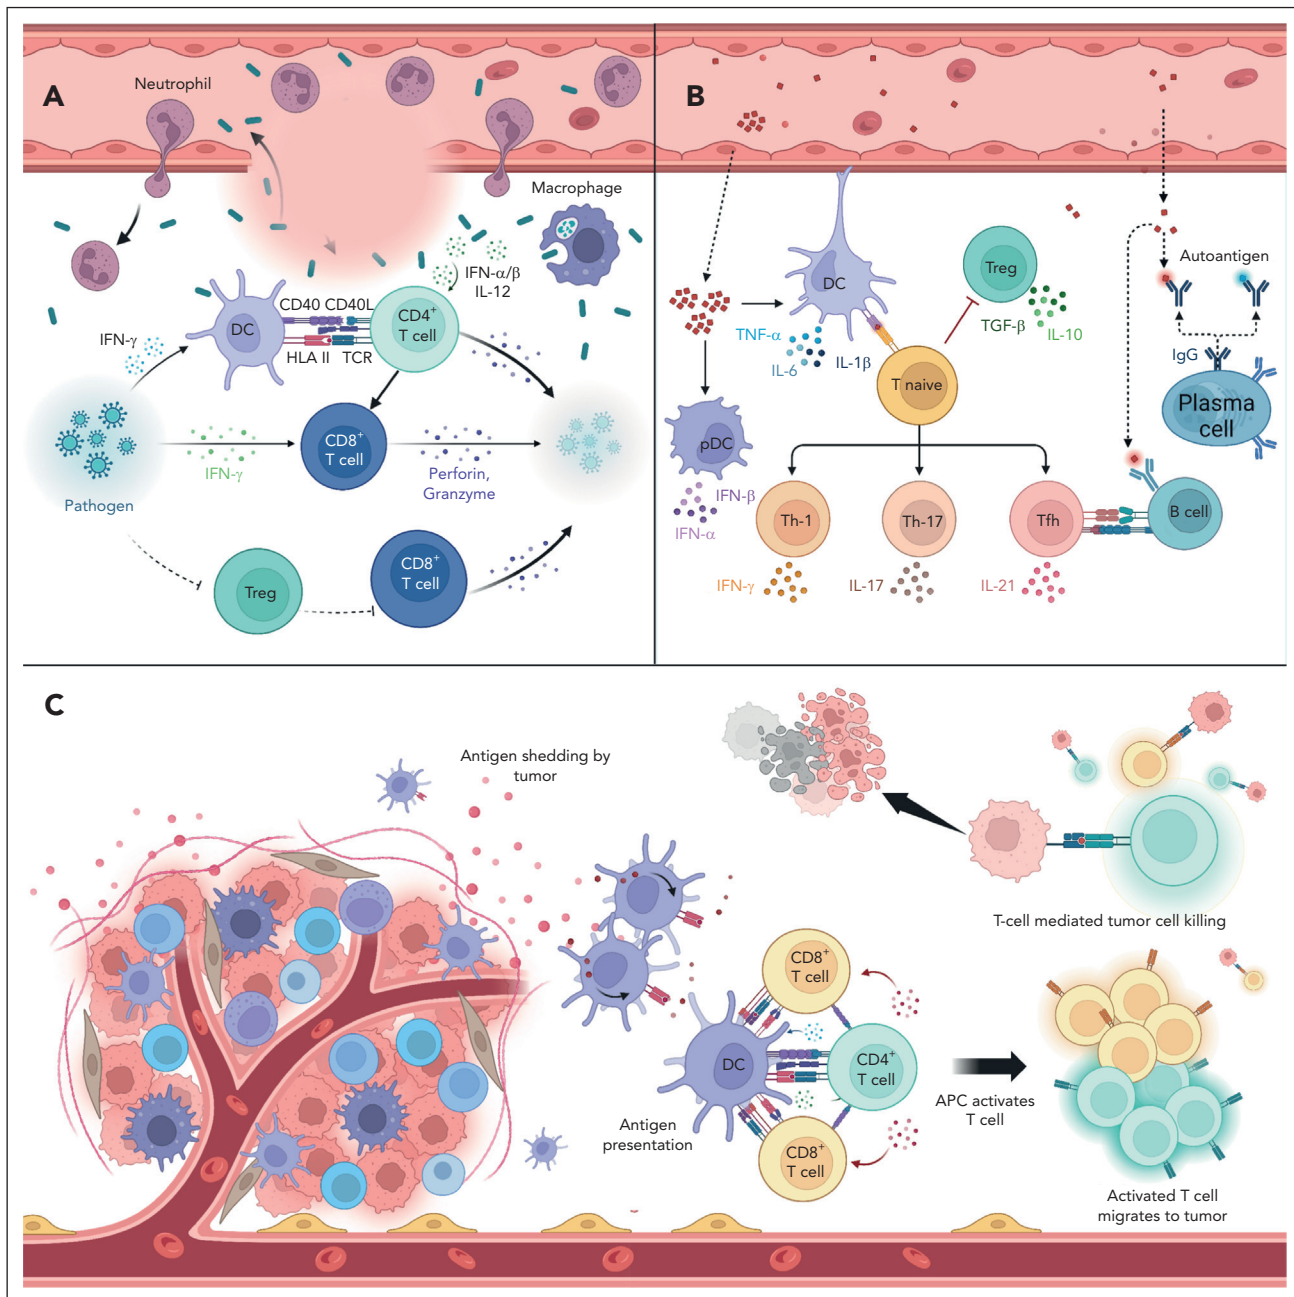 A
Neutrophil
Macrophage
IFN-α/β
IL-12
CD40 CD40L
DC
CD4+
T cell
HLA II
TCR
IFN-γ
Pathogen
IFN-γ
CD8+
T cell
Perforin,
Granzyme
Treg
CD8+
T cell
B
DC
Treg
TGF-β
IL-10
TNF-α
IL-6
IL-1β
T naive
pDC
IFN-β
IFN-α
Th-1
Th-17
Tfh
B cell
IFN-γ
IL-17
IL-21
Autoantigen
IgG
Plasma
cell
C
Antigen shedding by
tumor
Antigen
presentation
DC
CD8+
T cell
CD4+
T cell
CD8+
T cell
APC activates
T cell
T-cell mediated tumor cell killing
Activated T cell
migrates to tumor